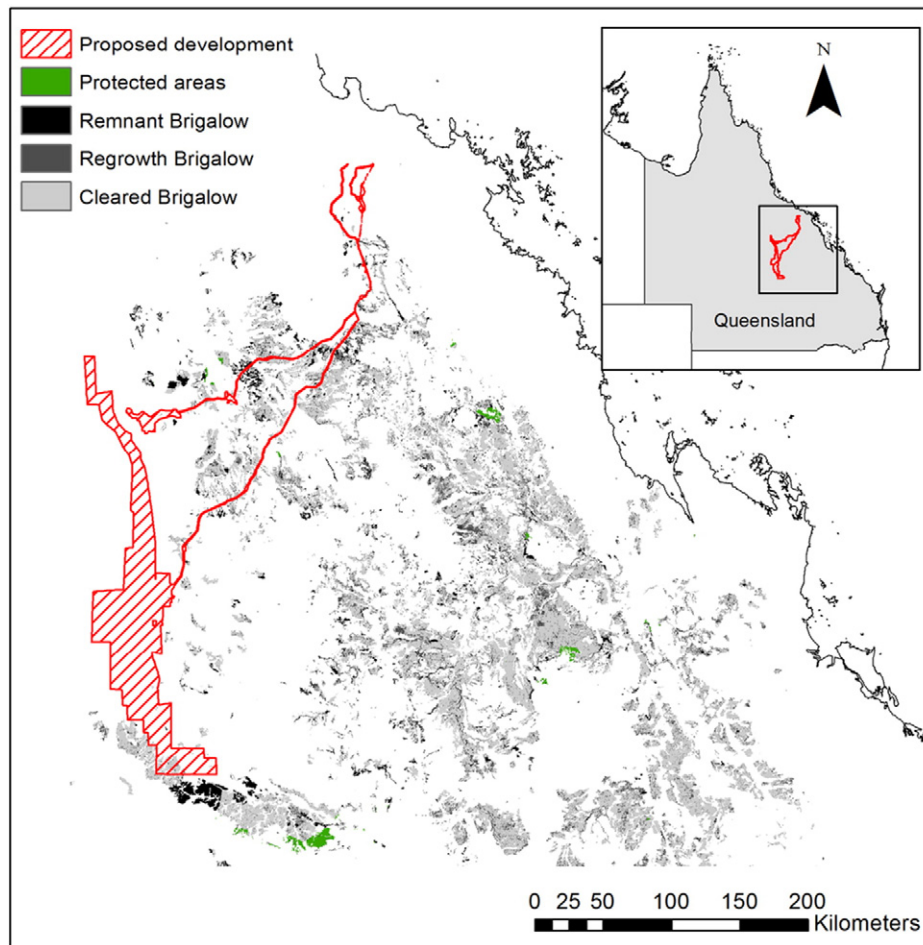 Proposed development
Protected areas
Remnant Brigalow
Regrowth Brigalow
Cleared Brigalow
N
Queensland
0 25 50 100 150 200
Kilometers